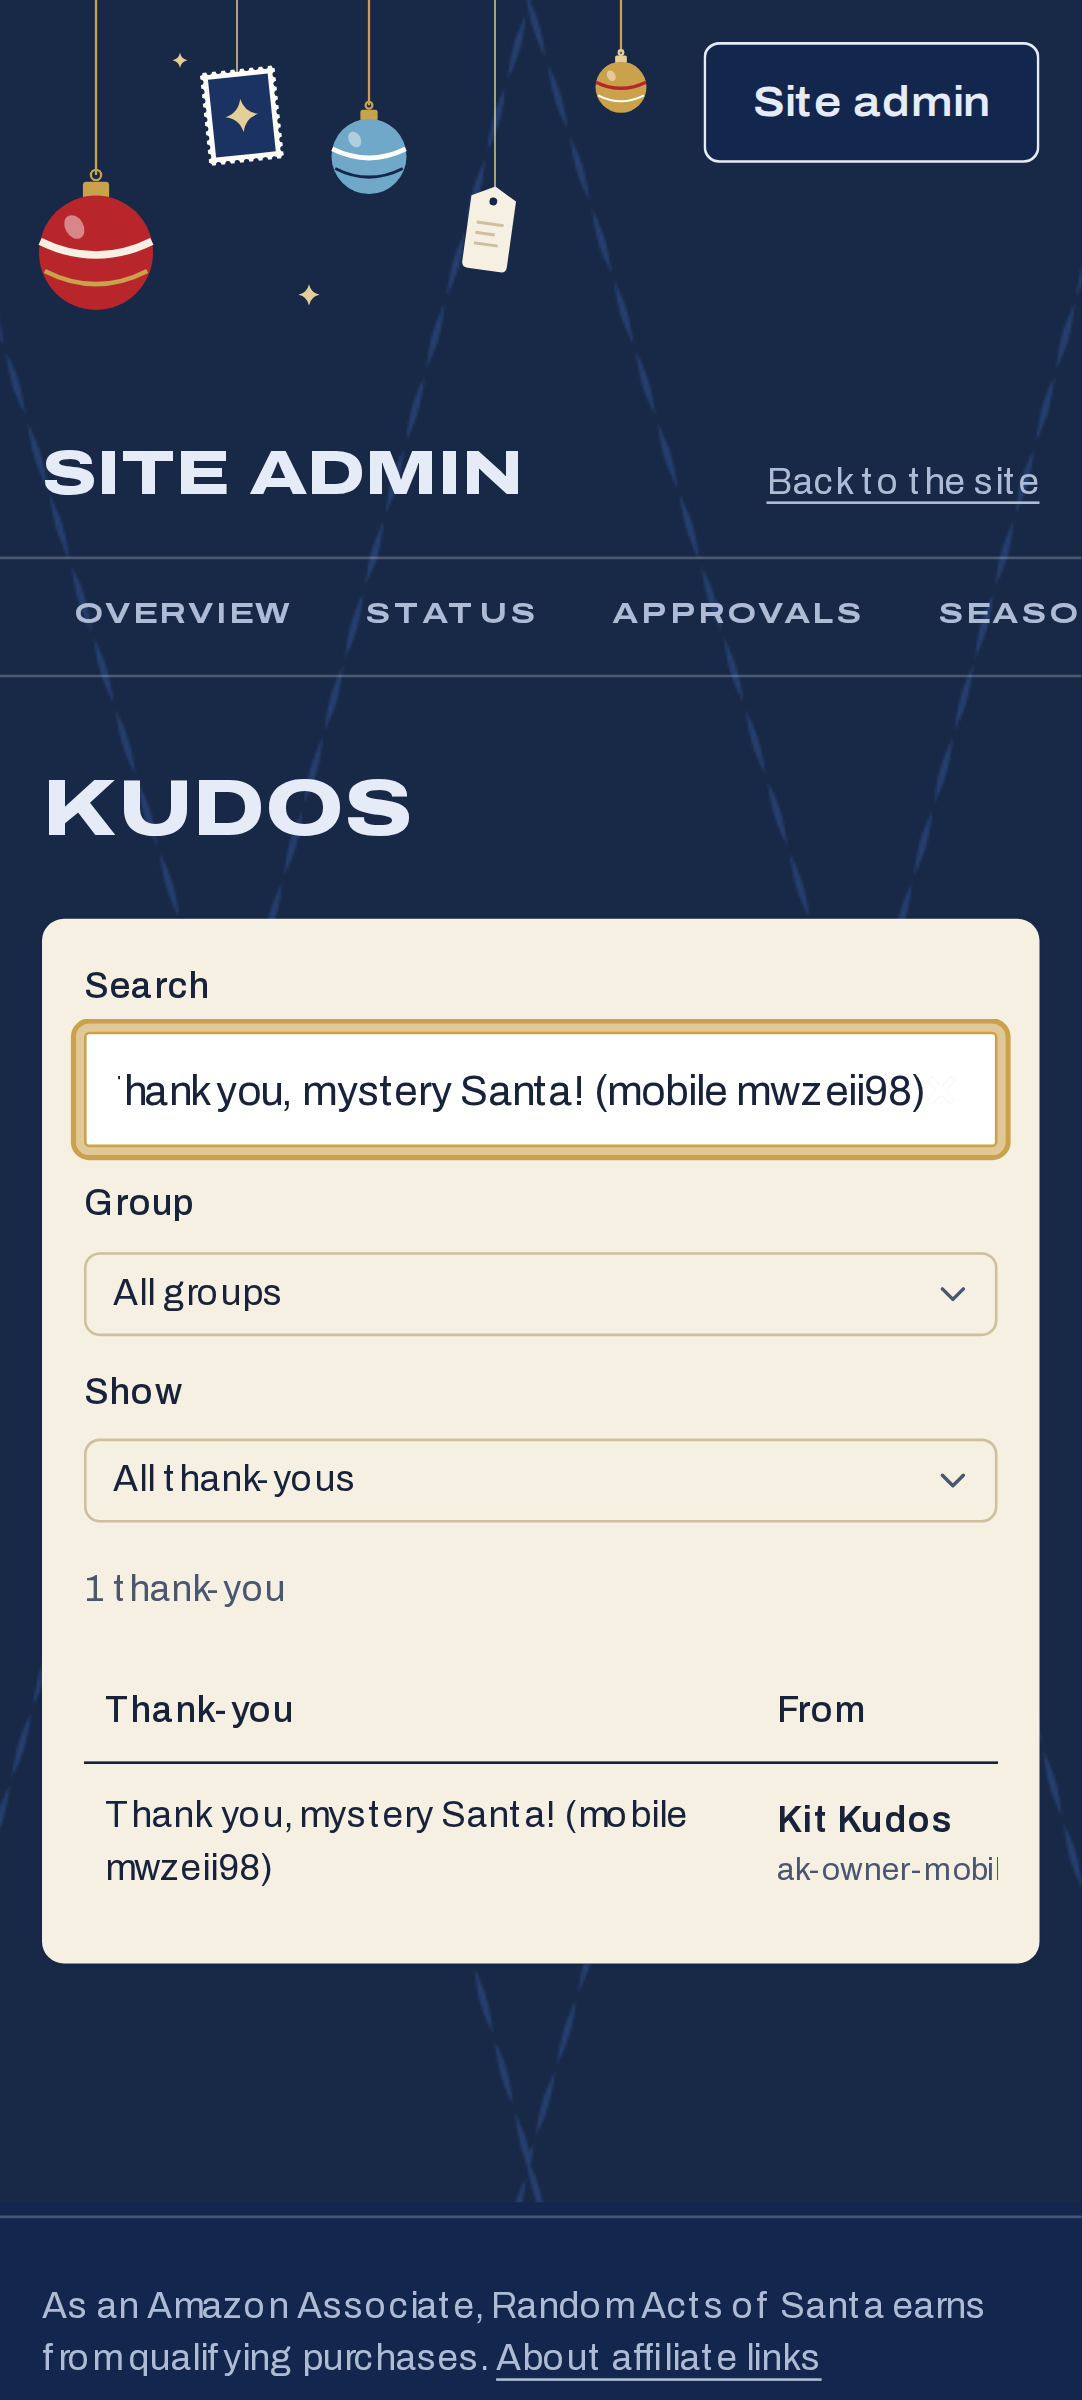 Site admin
SITE ADMIN
Back to the site
OVERVIEW STATUS APPROVALS SEASO
KUDOS
Search
hank you, mystery Santa! (mobile mwzeii98)
Group
All groups
Show
All thank-yous
1 thank-you
Thank-you From
Thank you, mystery Santa! (mobile
mwzeii98)
Kit Kudos
ak-owner-mobil
As an Amazon Associate, Random Acts of Santa earns
from qualifying purchases. About affiliate links